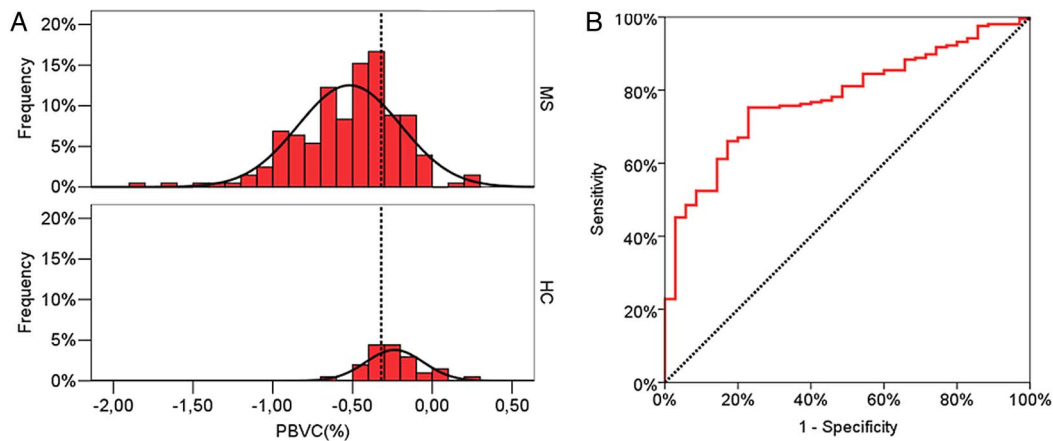 A
20%
15%
10%
5%
0%
Frequency
MS
20%
15%
10%
5%
0%
Frequency
HC
-2,00 -1,50 -1,00 -0,50 0,00 0,50
PBVC(%)
B
100%
80%
60%
40%
20%
0%
Sensitivity
0% 20% 40% 60% 80% 100%
1 - Specificity